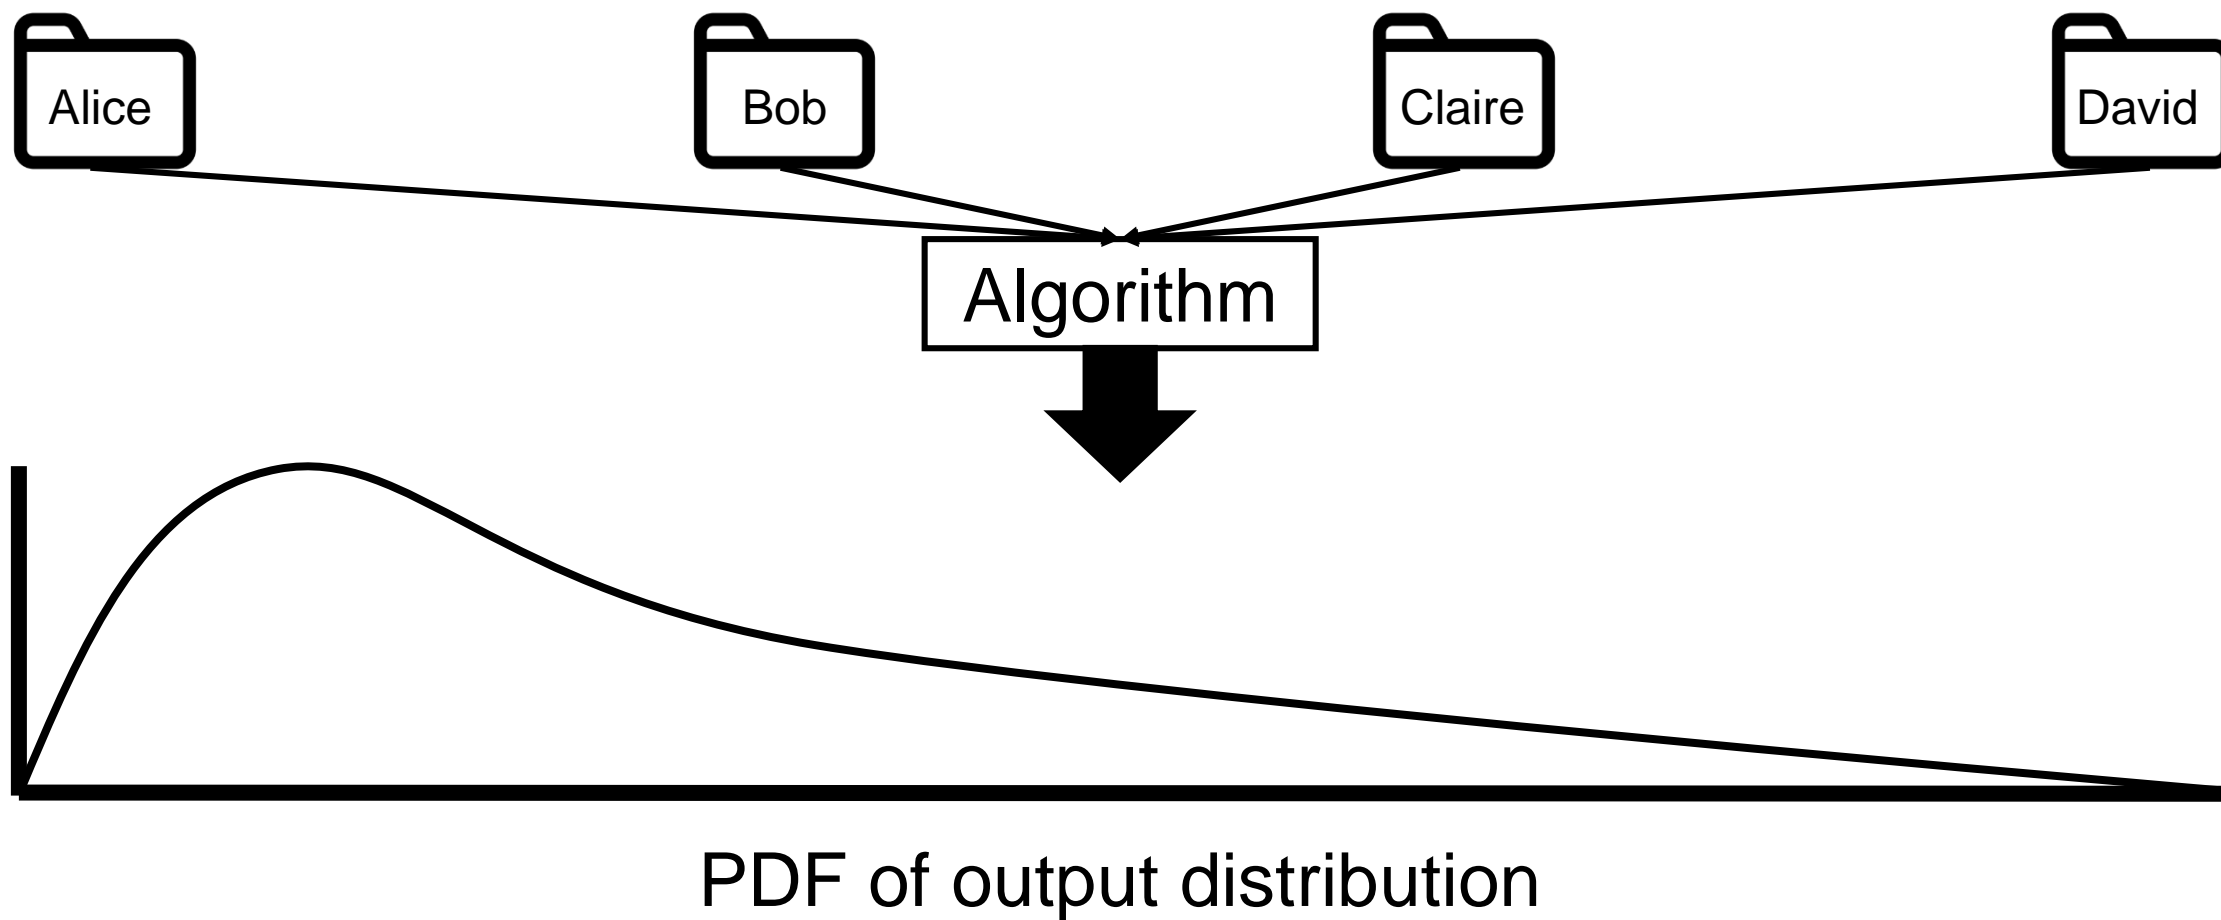 Alice
Bob
Claire
David
Algorithm
PDF of output distribution